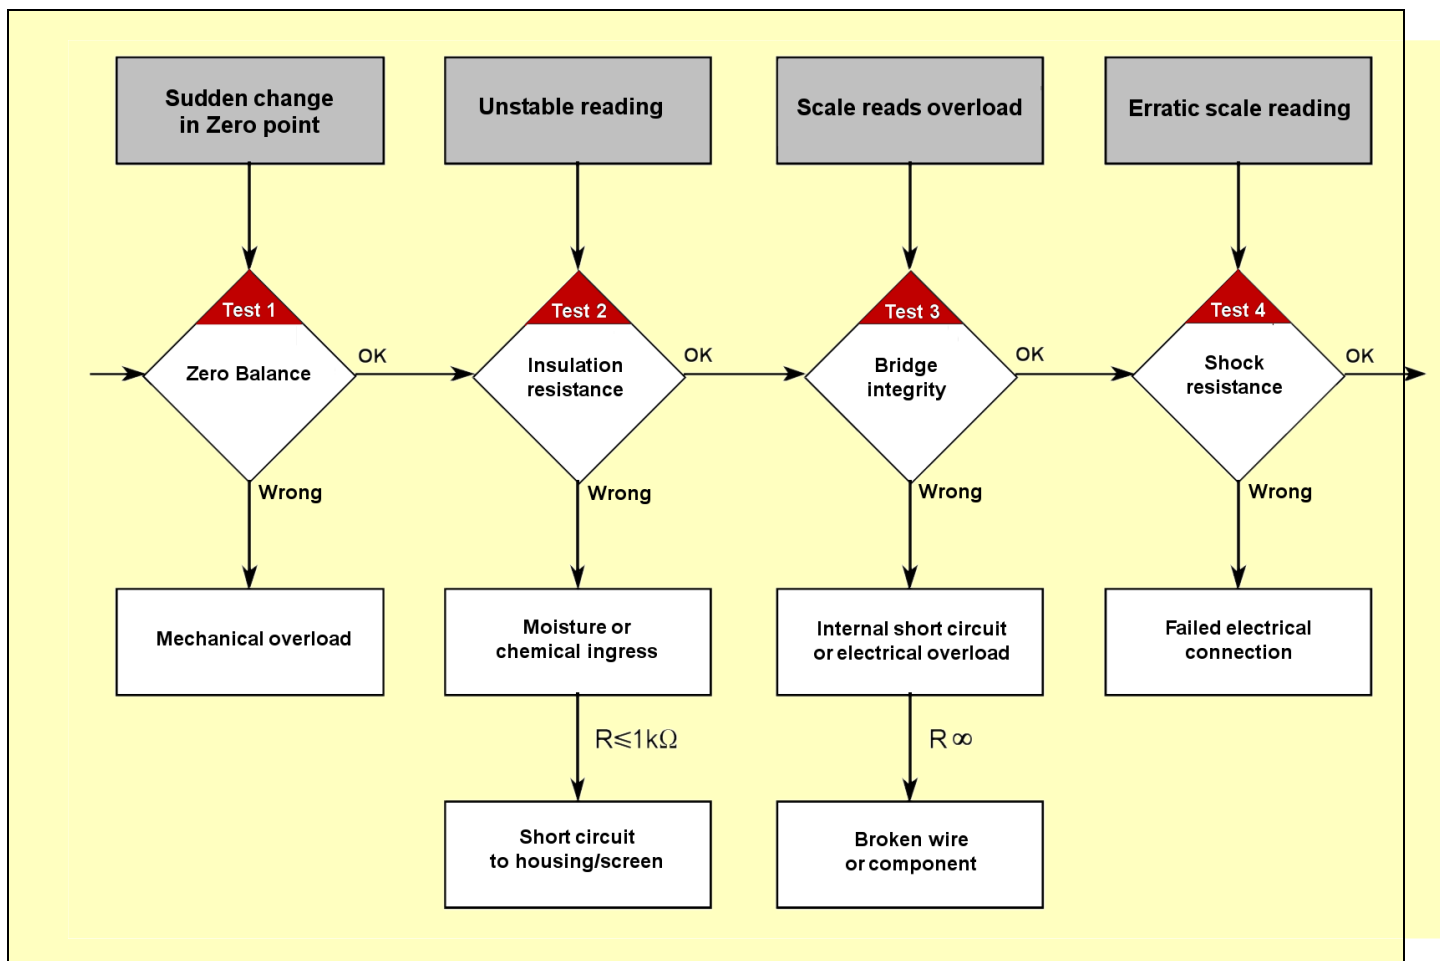 Sudden change
in Zero point
Unstable reading
Scale reads overload
Erratic scale reading
Test 1
Zero Balance
OK
Test 2
Insulation
resistance
OK
Test 3
Bridge
integrity
OK
Test 4
Shock
resistance
OK
Wrong
Wrong
Wrong
Wrong
Mechanical overload
Moisture or
chemical ingress
Internal short circuit
or electrical overload
Failed electrical
connection
R⩽1kΩ
R∞
Short circuit
to housing/screen
Broken wire
or component